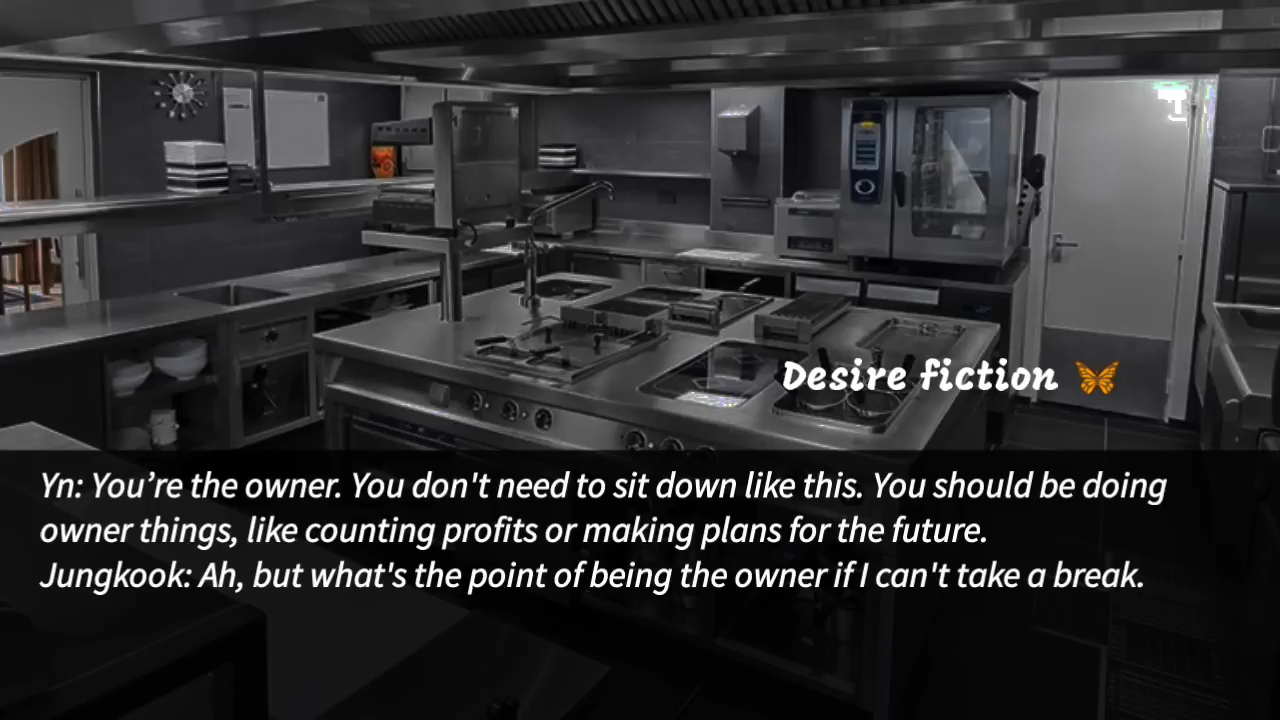 Desire fiction 🦋
Yn: You’re the owner. You don't need to sit down like this. You should be doing
owner things, like counting profits or making plans for the future.
Jungkook: Ah, but what's the point of being the owner if I can't take a break.